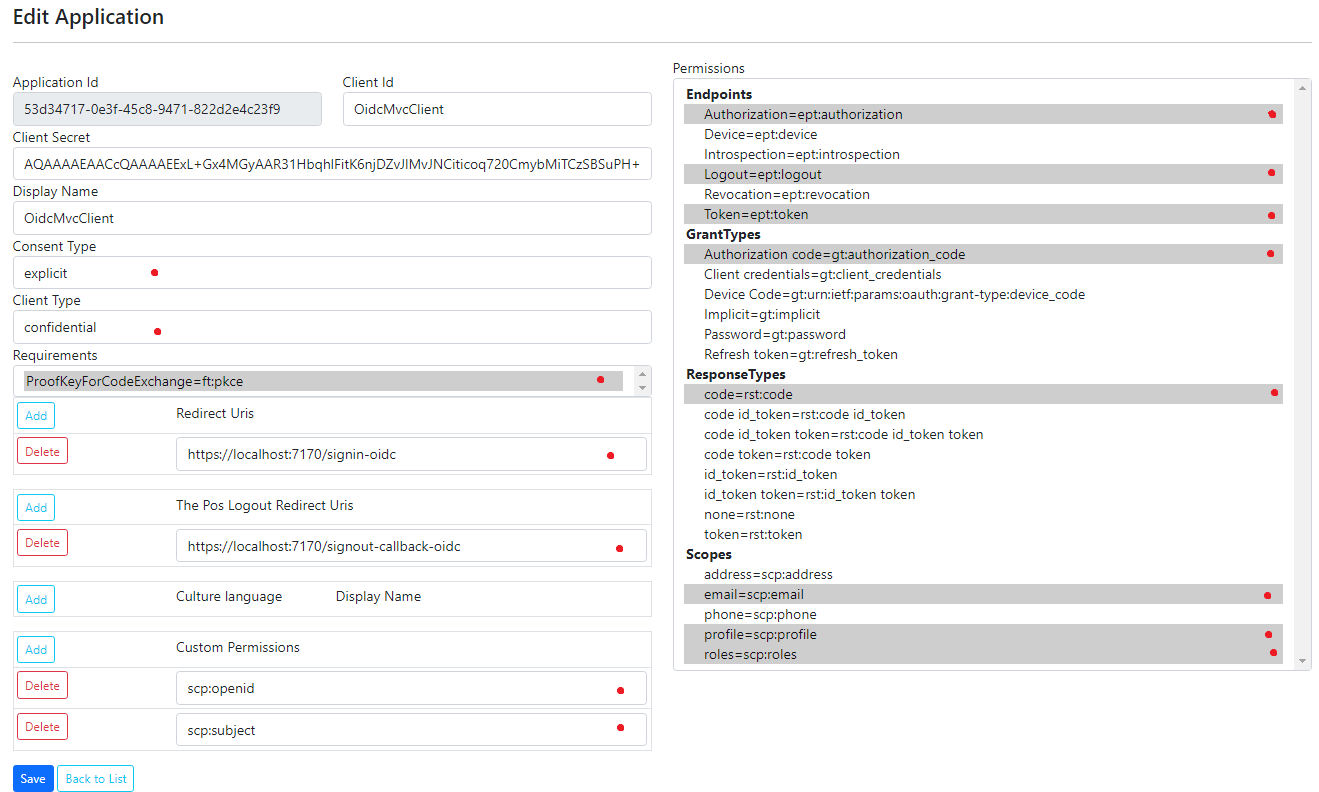 Edit Application
Application Id
Client Id
53d34717-0e3f-45c8-9471-822d2e4c23f9
OidcMvcClient
Client Secret
AQAAAAEAACcQAAAAEExL+Gx4MGyAAR31HbqhlFitK6njDZvJlMvJNCiticoq720CmybMiTCzSBSuPH+
Display Name
OidcMvcClient
Consent Type
explicit
Client Type
confidential
Requirements
ProofKeyForCodeExchange=ft:pkce
Add
Redirect Uris
Delete
https://localhost:7170/signin-oidc
Add
The Pos Logout Redirect Uris
Delete
https://localhost:7170/signout-callback-oidc
Add
Culture language
Display Name
Add
Custom Permissions
Delete
scp:openid
Delete
scp:subject
Save
Back to List
Permissions
Endpoints
Authorization=ept:authorization
Device=ept:device
Introspection=ept:introspection
Logout=ept:logout
Revocation=ept:revocation
Token=ept:token
GrantTypes
Authorization code=gt:authorization_code
Client credentials=gt:client_credentials
Device Code=gt:urn:ietf:params:oauth:grant-type:device_code
Implicit=gt:implicit
Password=gt:password
Refresh token=gt:refresh_token
ResponseTypes
code=rst:code
code id_token=rst:code id_token
code id_token token=rst:code id_token token
code token=rst:code token
id_token=rst:id_token
id_token token=rst:id_token token
none=rst:none
token=rst:token
Scopes
address=scp:address
email=scp:email
phone=scp:phone
profile=scp:profile
roles=scp:roles